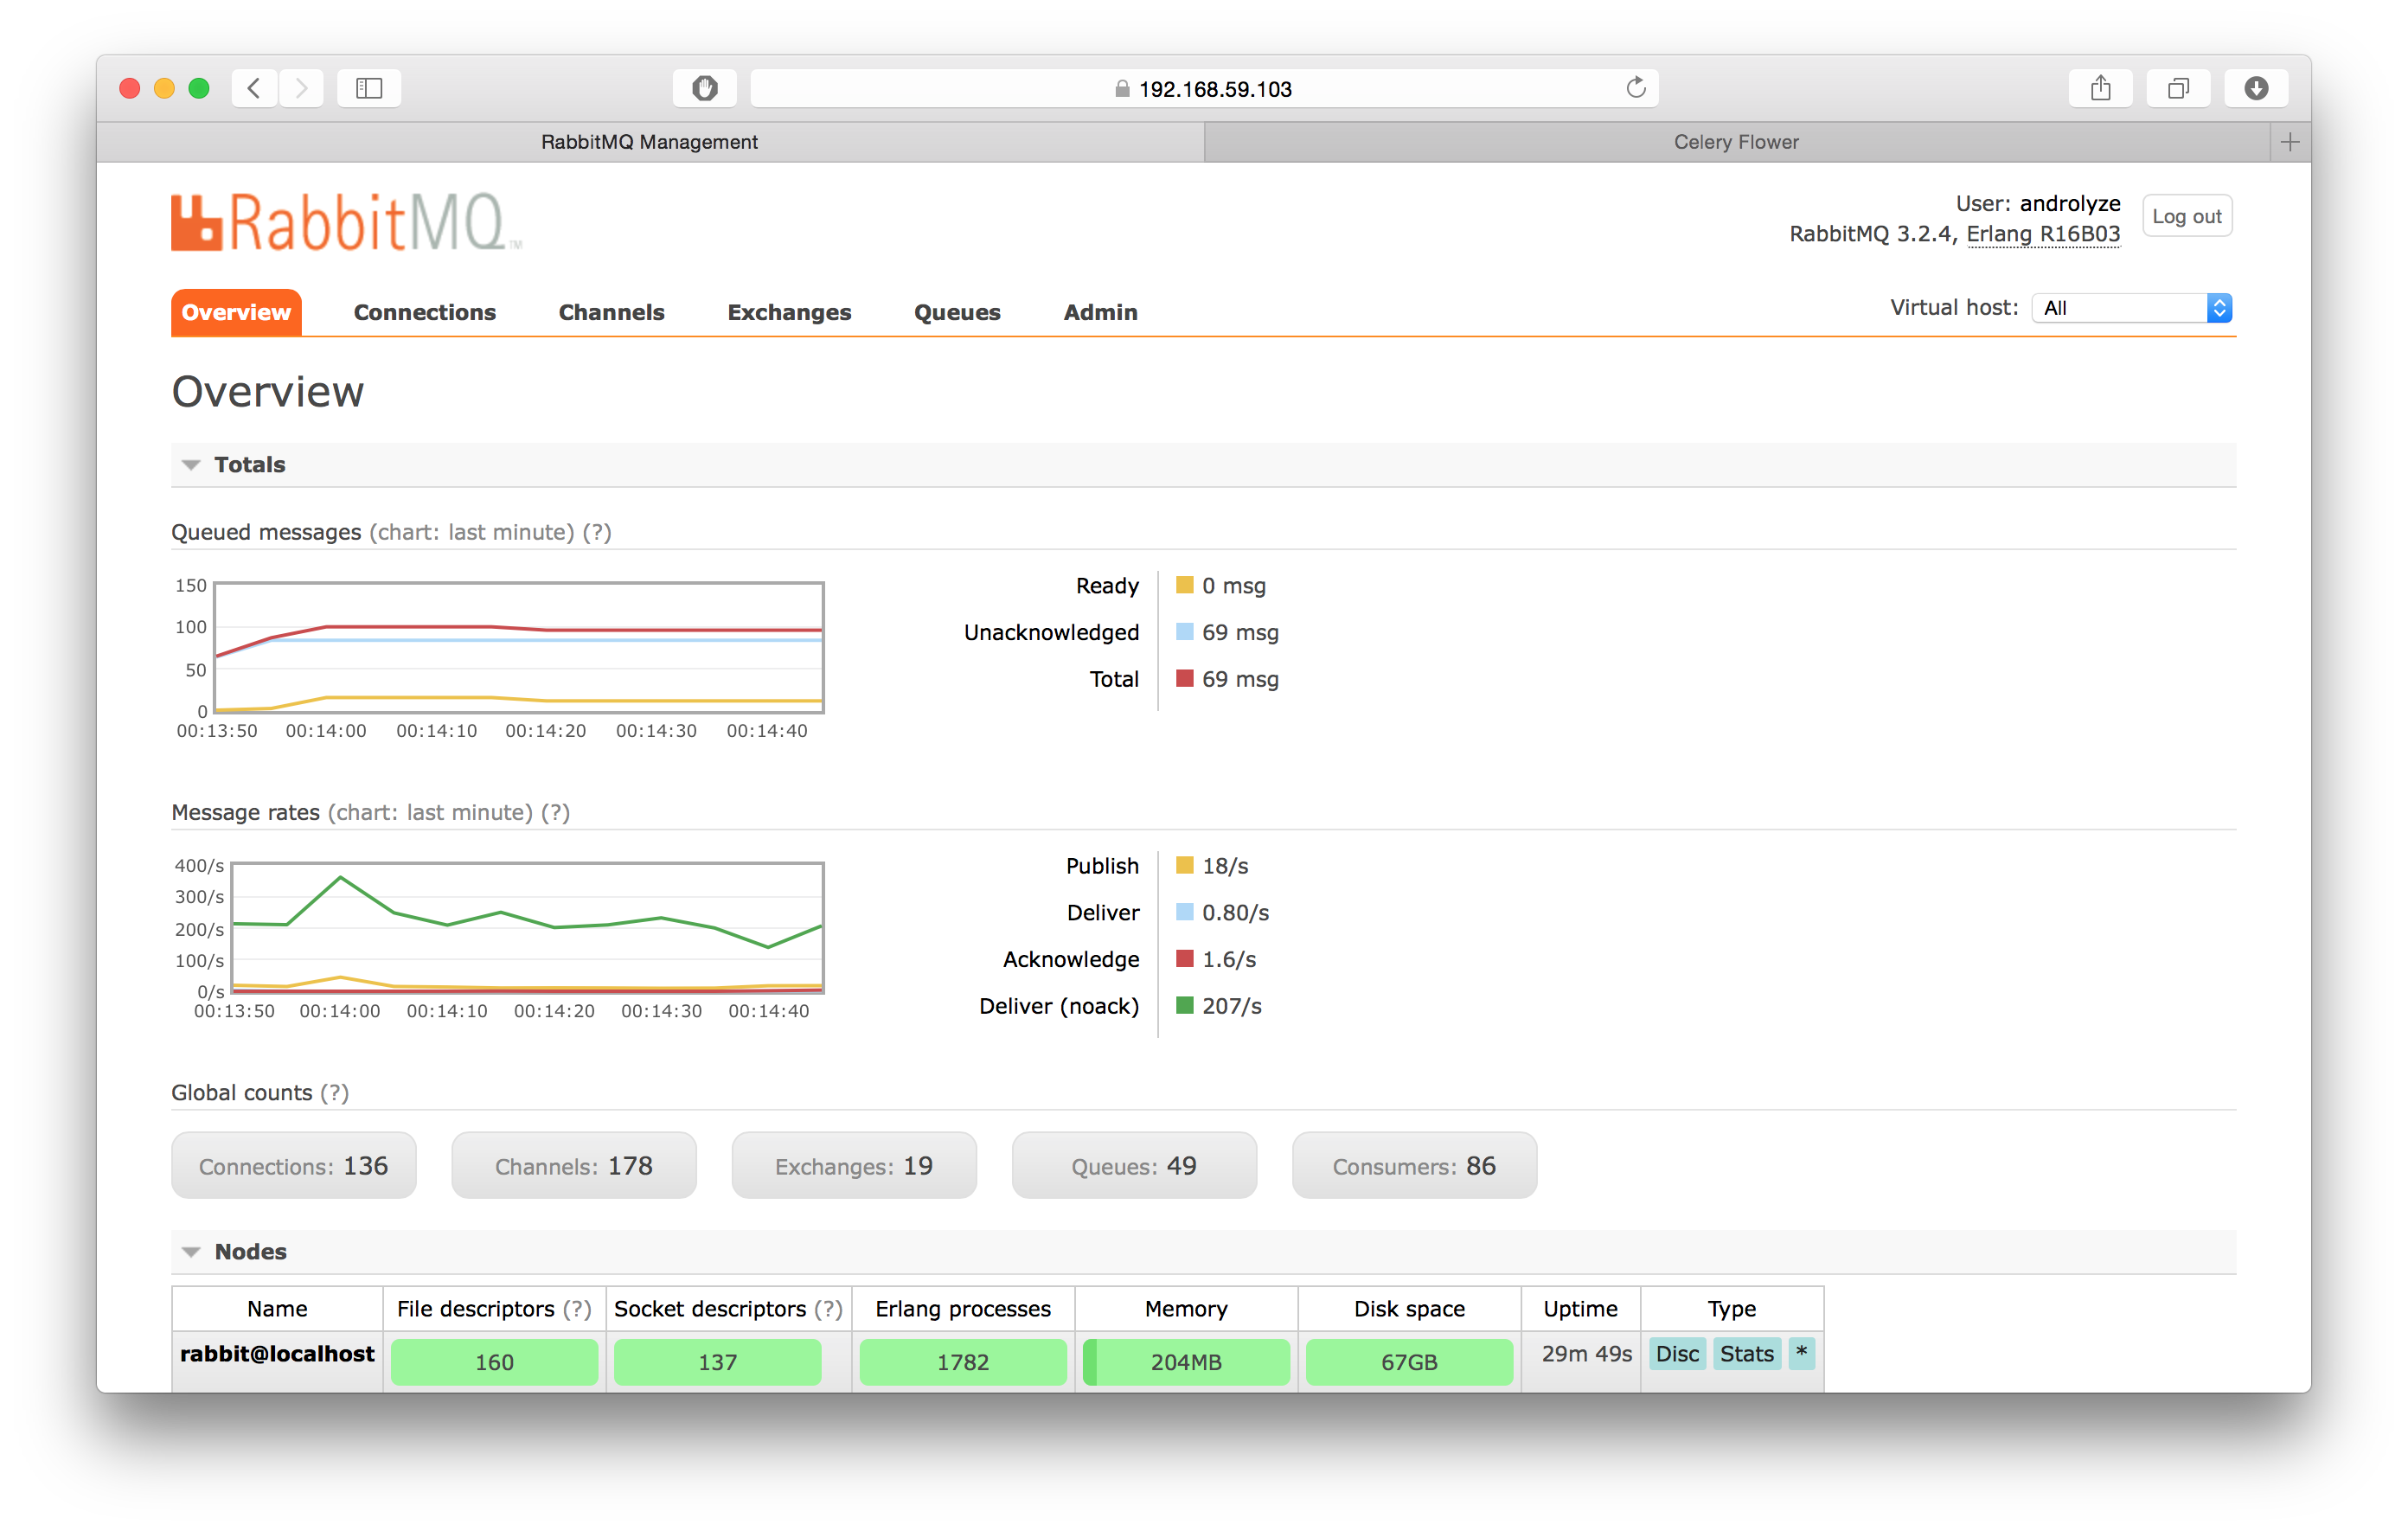 192.168.59.103
RabbitMQ Management
Celery Flower
RabbitMQ™
User: androlyze
Log out
RabbitMQ 3.2.4, Erlang R16B03
Overview
Connections
Channels
Exchanges
Queues
Admin
Virtual host: All
Overview
Totals
Queued messages (chart: last minute) (?)
150
100
50
0
00:13:50 00:14:00 00:14:10 00:14:20 00:14:30 00:14:40
Ready 0 msg
Unacknowledged 69 msg
Total 69 msg
Message rates (chart: last minute) (?)
400/s
300/s
200/s
100/s
0/s
00:13:50 00:14:00 00:14:10 00:14:20 00:14:30 00:14:40
Publish 18/s
Deliver 0.80/s
Acknowledge 1.6/s
Deliver (noack) 207/s
Global counts (?)
Connections: 136
Channels: 178
Exchanges: 19
Queues: 49
Consumers: 86
Nodes
Name File descriptors (?) Socket descriptors (?) Erlang processes Memory Disk space Uptime Type
rabbit@localhost 160 137 1782 204MB 67GB 29m 49s Disc Stats *